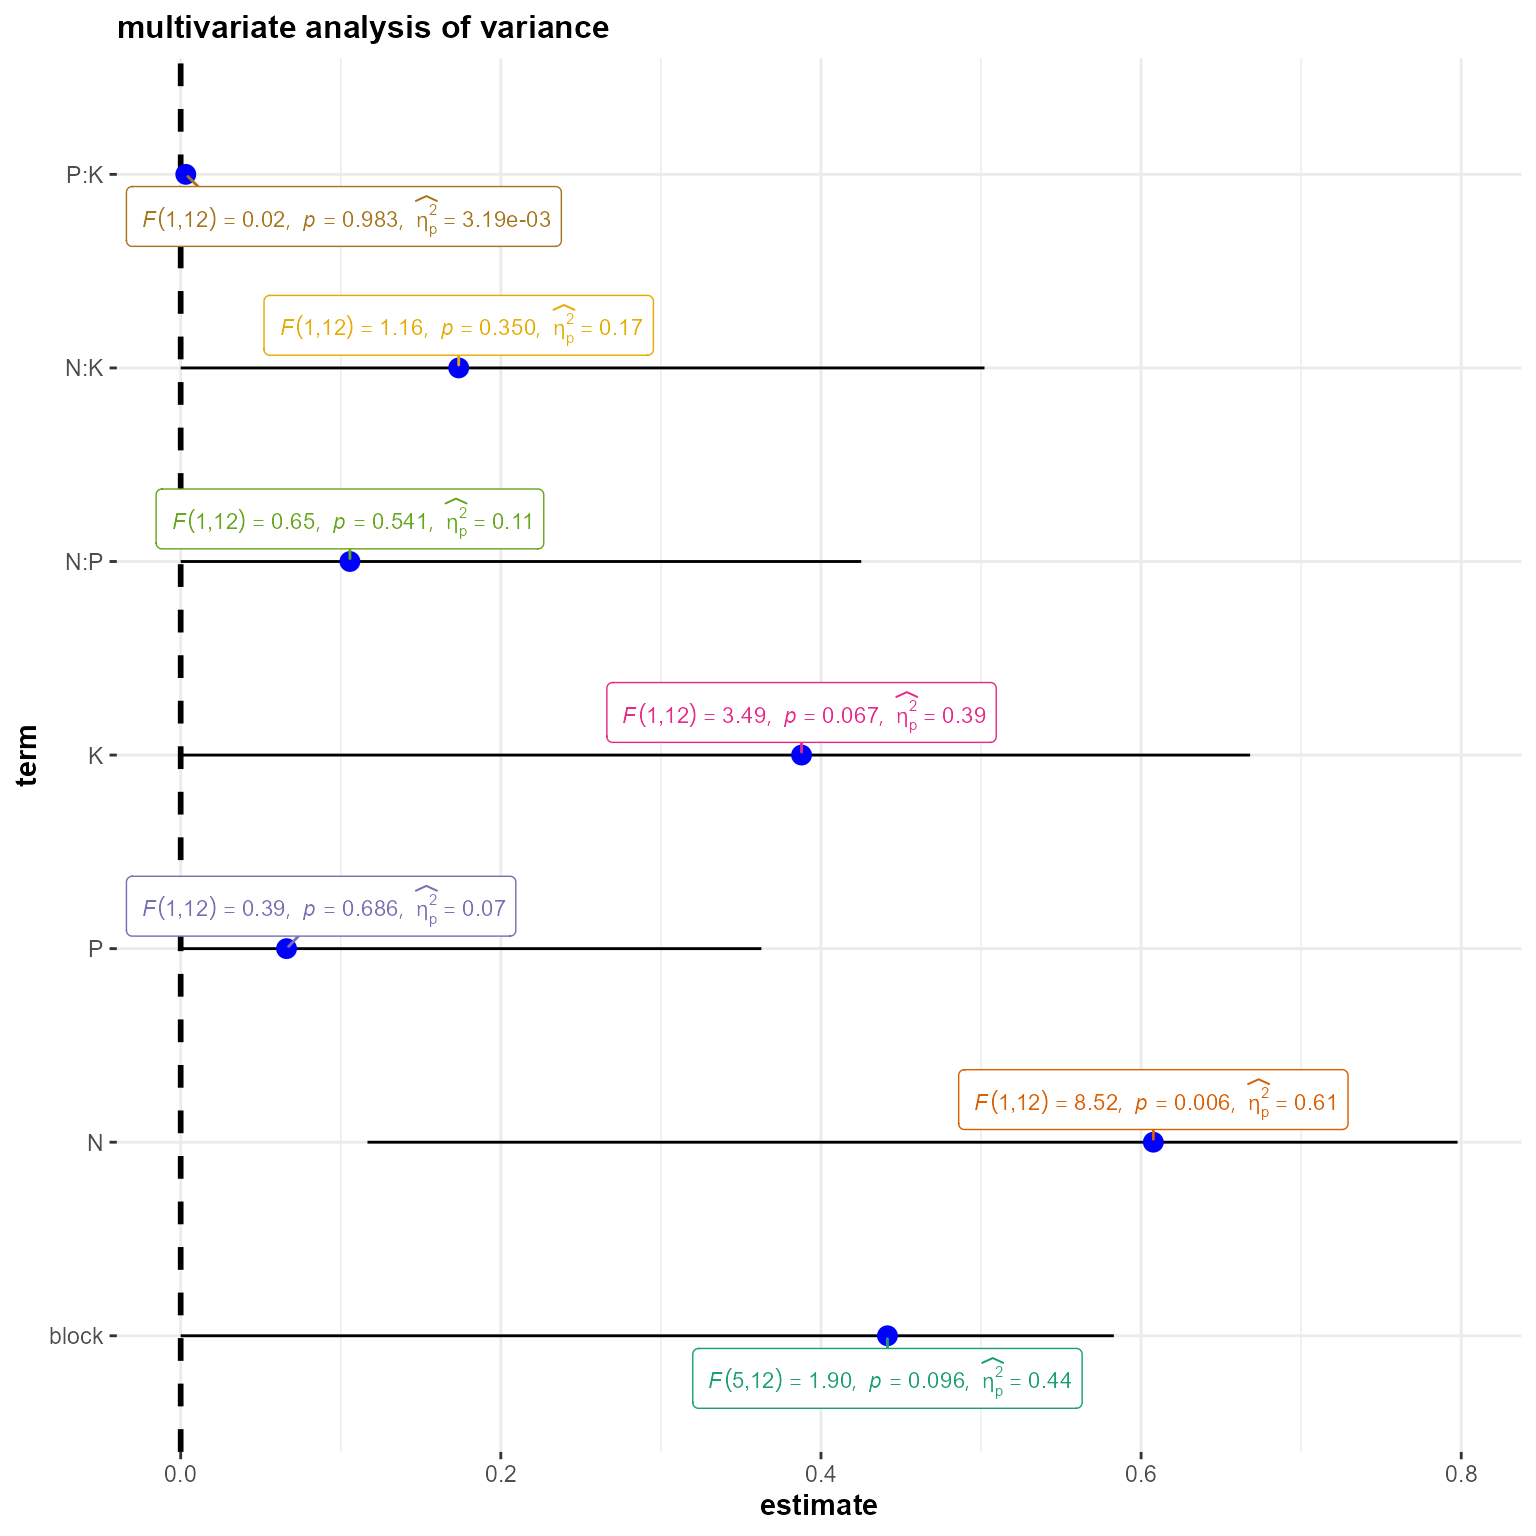 multivariate analysis of variance
P:K
F(1,12) = 0.02, p = 0.983, η̂²ₚ = 3.19e-03
F(1,12) = 1.16, p = 0.350, η̂²ₚ = 0.17
N:K
F(1,12) = 0.65, p = 0.541, η̂²ₚ = 0.11
N:P
F(1,12) = 3.49, p = 0.067, η̂²ₚ = 0.39
K
term
F(1,12) = 0.39, p = 0.686, η̂²ₚ = 0.07
P
F(1,12) = 8.52, p = 0.006, η̂²ₚ = 0.61
N
block
F(5,12) = 1.90, p = 0.096, η̂²ₚ = 0.44
0.0 0.2 0.4 0.6 0.8
estimate